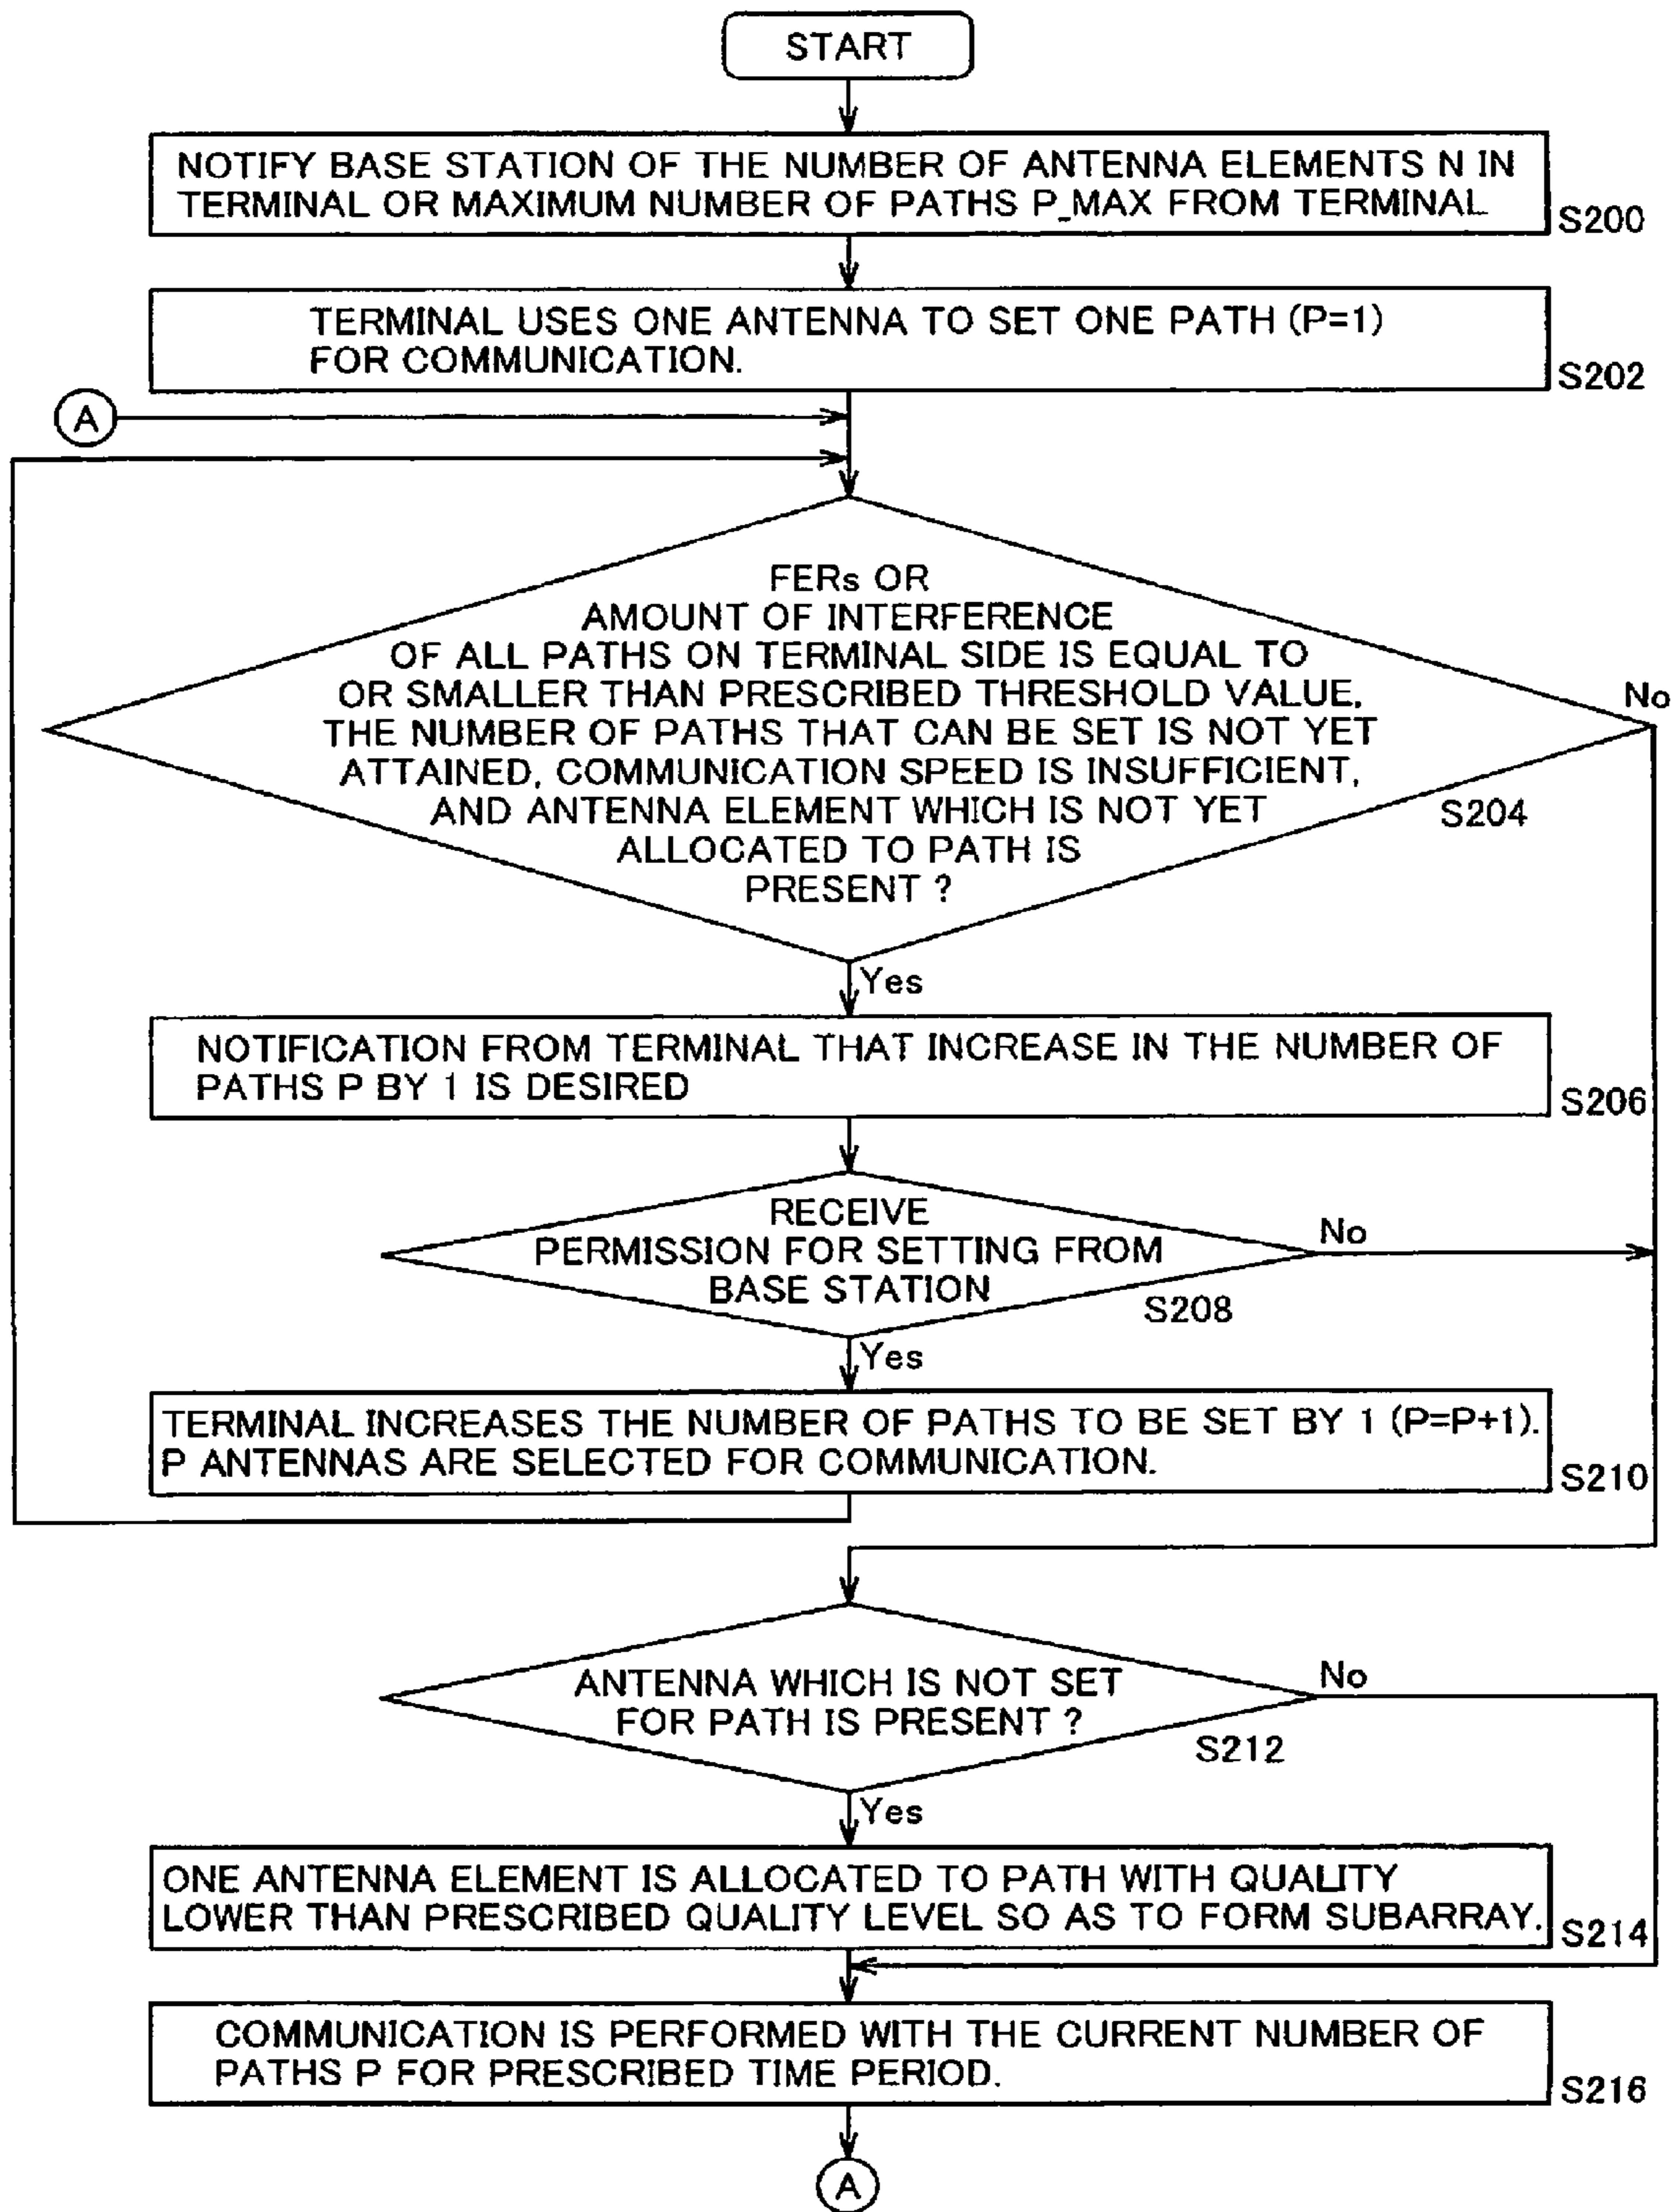 START
NOTIFY BASE STATION OF THE NUMBER OF ANTENNA ELEMENTS N IN
TERMINAL OR MAXIMUM NUMBER OF PATHS P_MAX FROM TERMINAL
S200
TERMINAL USES ONE ANTENNA TO SET ONE PATH (P=1)
FOR COMMUNICATION.
S202
A
FERs OR
AMOUNT OF INTERFERENCE
OF ALL PATHS ON TERMINAL SIDE IS EQUAL TO
OR SMALLER THAN PRESCRIBED THRESHOLD VALUE,
THE NUMBER OF PATHS THAT CAN BE SET IS NOT YET
ATTAINED, COMMUNICATION SPEED IS INSUFFICIENT,
AND ANTENNA ELEMENT WHICH IS NOT YET
ALLOCATED TO PATH IS
PRESENT ?
No
S204
Yes
NOTIFICATION FROM TERMINAL THAT INCREASE IN THE NUMBER OF
PATHS P BY 1 IS DESIRED
S206
RECEIVE
PERMISSION FOR SETTING FROM
BASE STATION
No
S208
Yes
TERMINAL INCREASES THE NUMBER OF PATHS TO BE SET BY 1 (P=P+1).
P ANTENNAS ARE SELECTED FOR COMMUNICATION.
S210
ANTENNA WHICH IS NOT SET
FOR PATH IS PRESENT ?
No
S212
Yes
ONE ANTENNA ELEMENT IS ALLOCATED TO PATH WITH QUALITY
LOWER THAN PRESCRIBED QUALITY LEVEL SO AS TO FORM SUBARRAY.
S214
COMMUNICATION IS PERFORMED WITH THE CURRENT NUMBER OF
PATHS P FOR PRESCRIBED TIME PERIOD.
S216
A